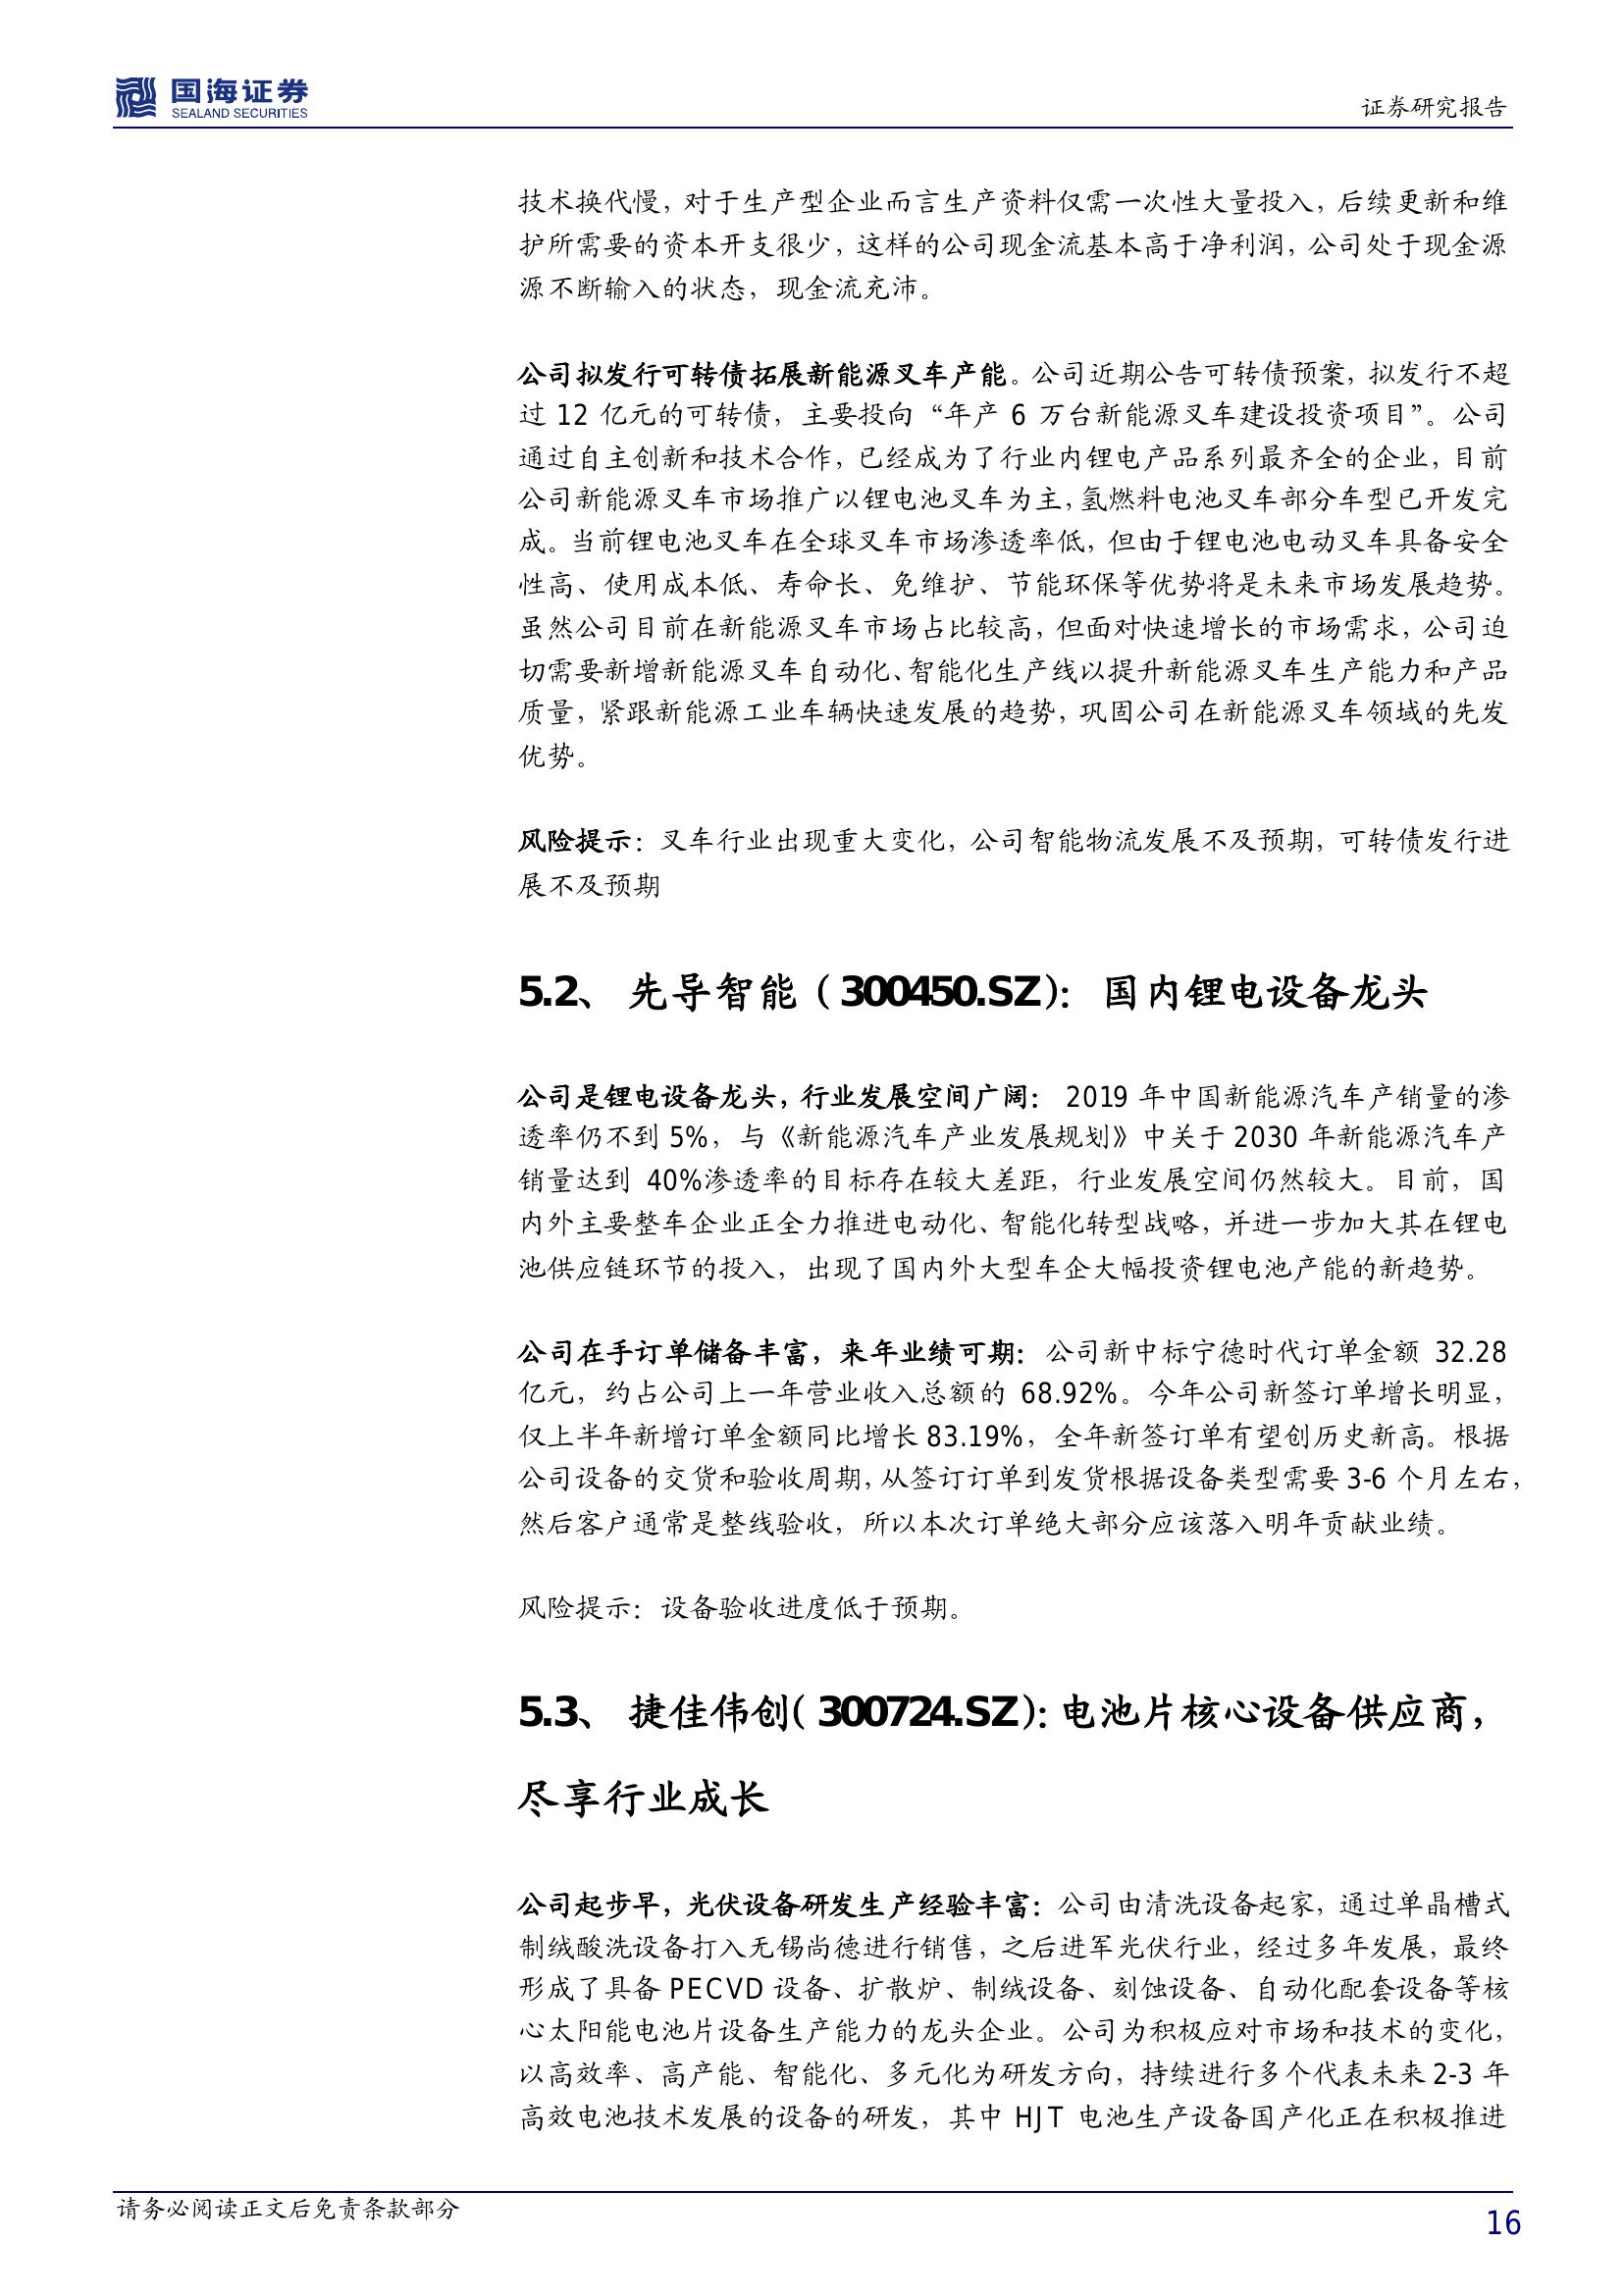 国海证券
SEALAND SECURITIES
证券研究报告
技术换代慢，对于生产型企业而言生产资料仅需一次性大量投入，后续更新和维
护所需要的资本开支很少，这样的公司现金流基本高于净利润，公司处于现金源
源不断输入的状态，现金流充沛。
公司拟发行可转债拓展新能源叉车产能。公司近期公告可转债预案，拟发行不超
过 12 亿元的可转债，主要投向“年产 6 万台新能源叉车建设投资项目”。公司
通过自主创新和技术合作，已经成为了行业内锂电产品系列最齐全的企业，目前
公司新能源叉车市场推广以锂电池叉车为主，氢燃料电池叉车部分车型已开发完
成。当前锂电池叉车在全球叉车市场渗透率低，但由于锂电池电动叉车具备安全
性高、使用成本低、寿命长、免维护、节能环保等优势将是未来市场发展趋势。
虽然公司目前在新能源叉车市场占比较高，但面对快速增长的市场需求，公司迫
切需要新增新能源叉车自动化、智能化生产线以提升新能源叉车生产能力和产品
质量，紧跟新能源工业车辆快速发展的趋势，巩固公司在新能源叉车领域的先发
优势。
风险提示：叉车行业出现重大变化，公司智能物流发展不及预期，可转债发行进
展不及预期
5.2、 先导智能（300450.SZ）：国内锂电设备龙头
公司是锂电设备龙头，行业发展空间广阔： 2019 年中国新能源汽车产销量的渗
透率仍不到 5%，与《新能源汽车产业发展规划》中关于 2030 年新能源汽车产
销量达到 40%渗透率的目标存在较大差距，行业发展空间仍然较大。目前，国
内外主要整车企业正全力推进电动化、智能化转型战略，并进一步加大其在锂电
池供应链环节的投入，出现了国内外大型车企大幅投资锂电池产能的新趋势。
公司在手订单储备丰富，来年业绩可期：公司新中标宁德时代订单金额 32.28
亿元，约占公司上一年营业收入总额的 68.92%。今年公司新签订单增长明显，
仅上半年新增订单金额同比增长 83.19%，全年新签订单有望创历史新高。根据
公司设备的交货和验收周期，从签订订单到发货根据设备类型需要 3-6 个月左右，
然后客户通常是整线验收，所以本次订单绝大部分应该落入明年贡献业绩。
风险提示：设备验收进度低于预期。
5.3、 捷佳伟创（300724.SZ）：电池片核心设备供应商，
尽享行业成长
公司起步早，光伏设备研发生产经验丰富：公司由清洗设备起家，通过单晶槽式
制绒酸洗设备打入无锡尚德进行销售，之后进军光伏行业，经过多年发展，最终
形成了具备 PECVD 设备、扩散炉、制绒设备、刻蚀设备、自动化配套设备等核
心太阳能电池片设备生产能力的龙头企业。公司为积极应对市场和技术的变化，
以高效率、高产能、智能化、多元化为研发方向，持续进行多个代表未来 2-3 年
高效电池技术发展的设备的研发，其中 HJT 电池生产设备国产化正在积极推进
请务必阅读正文后免责条款部分
16